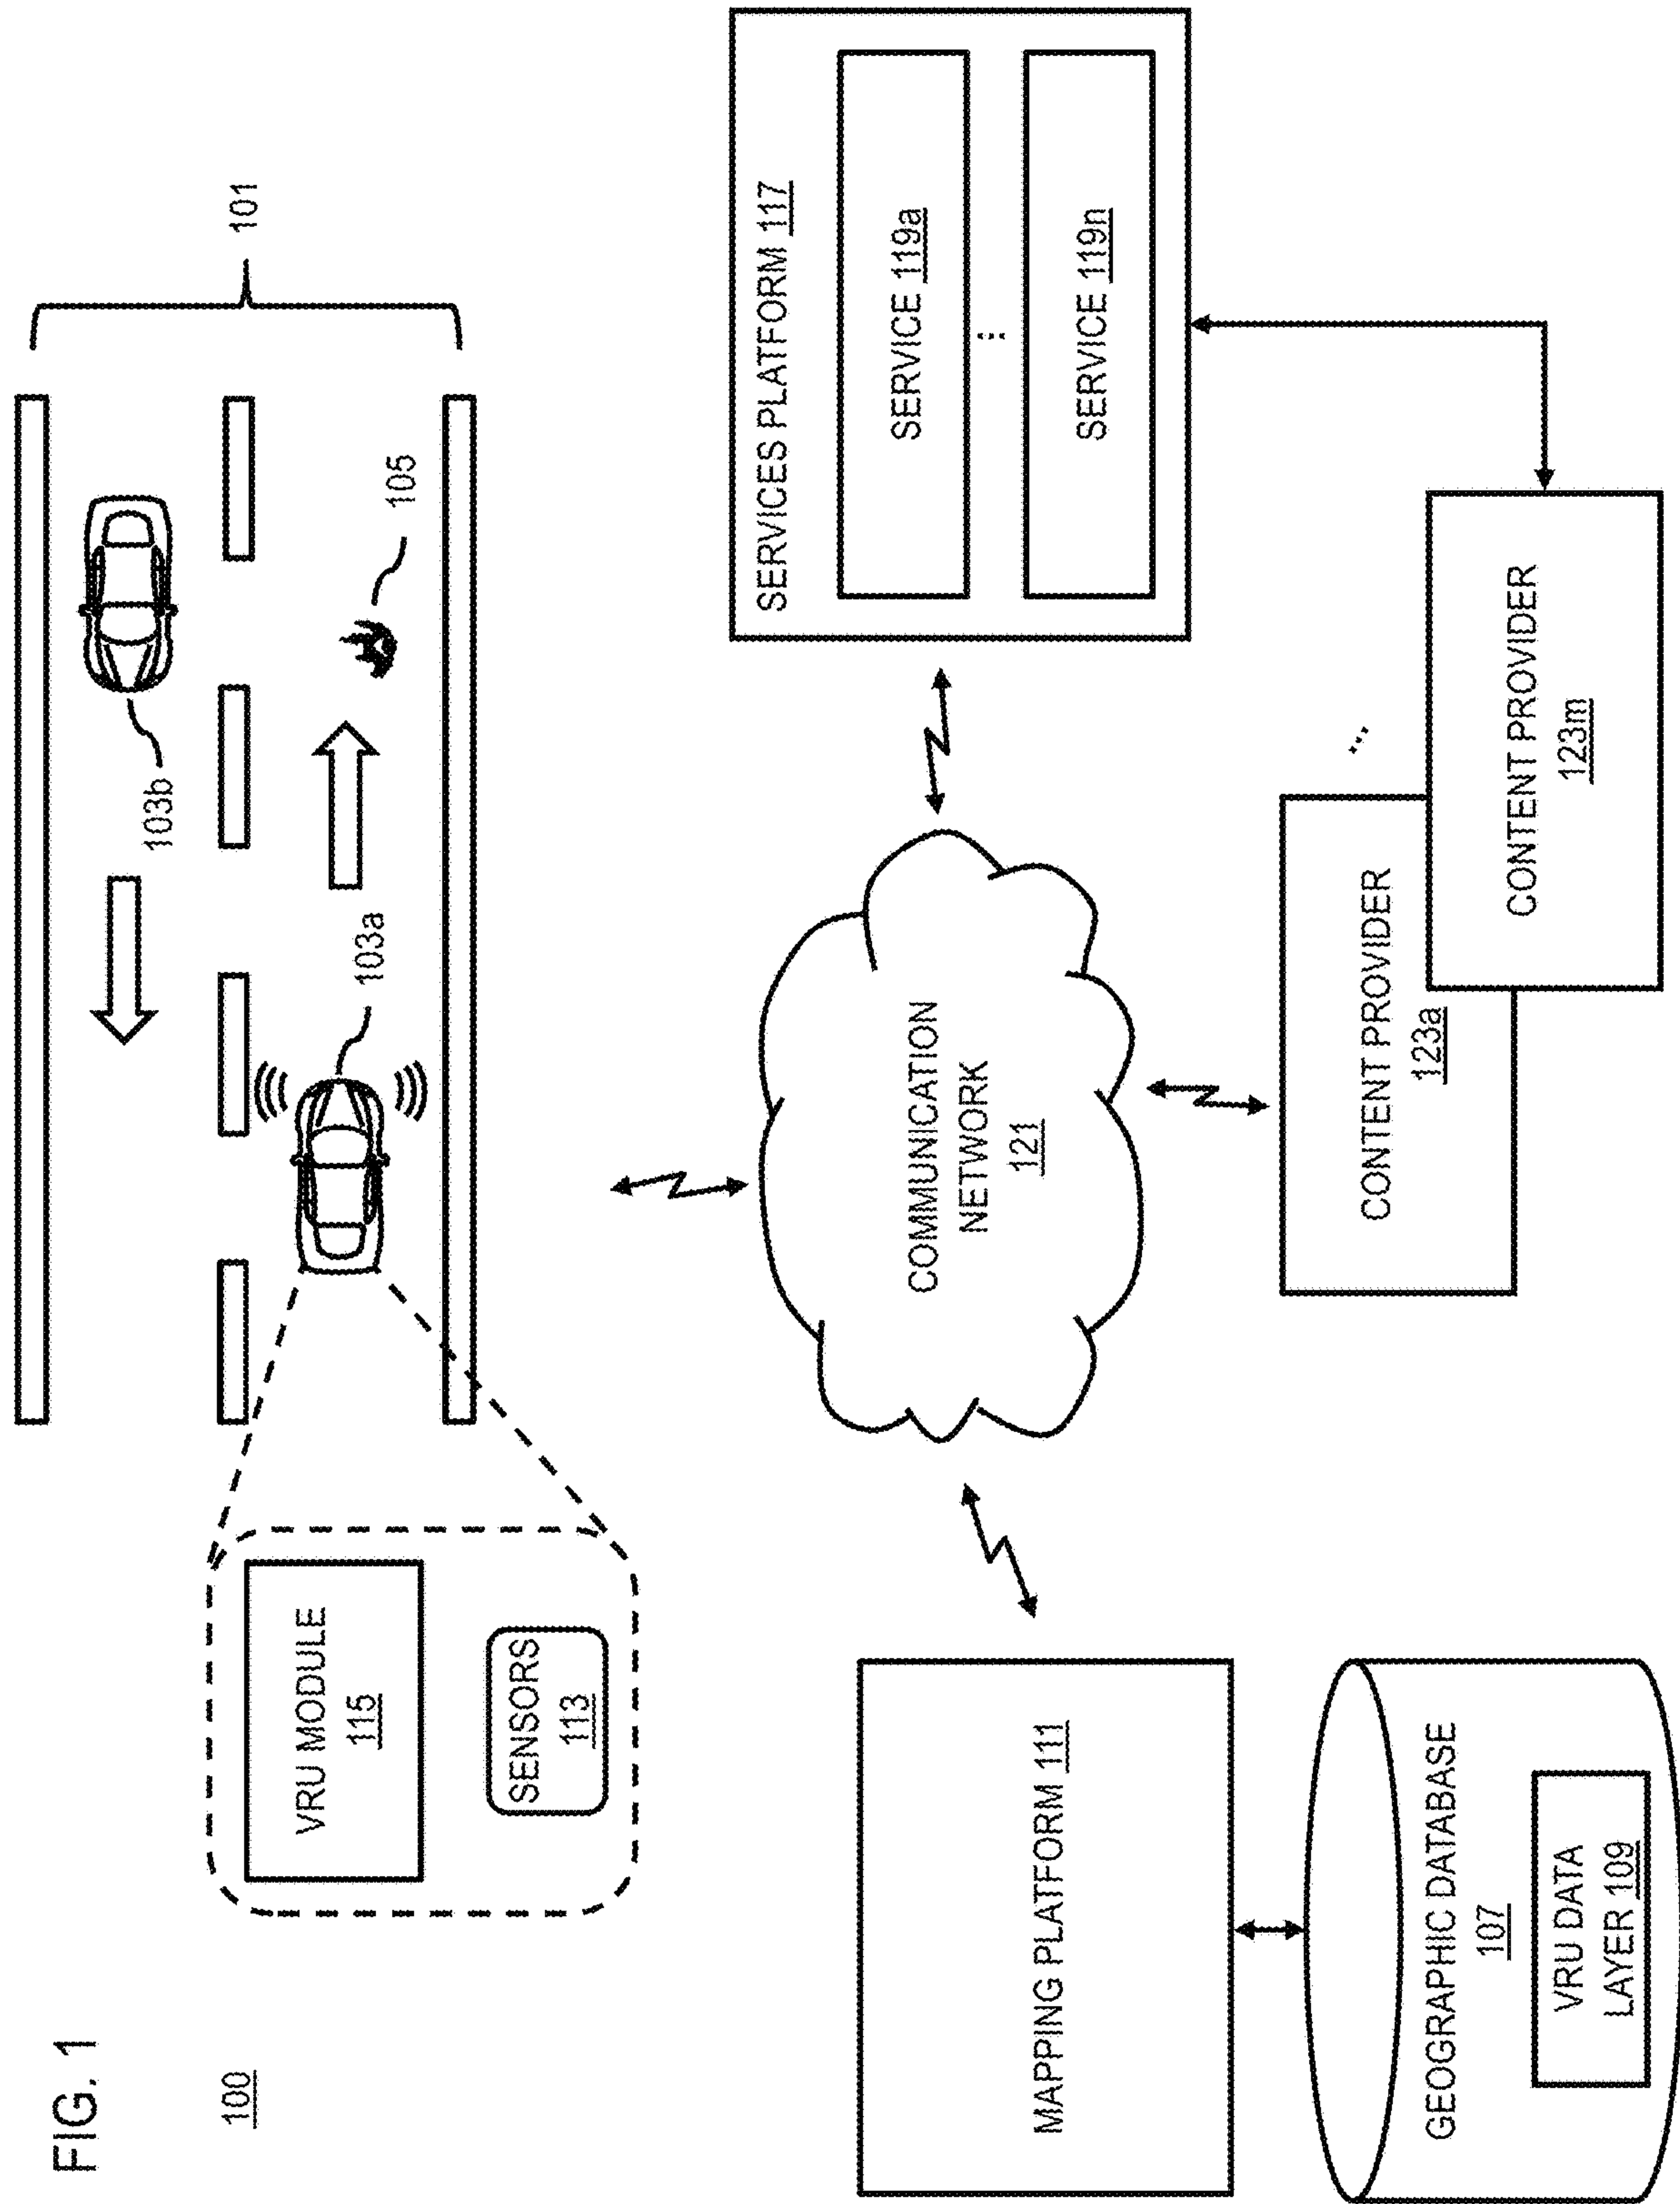 FIG. 1
100
101
103b
105
103a
VRU MODULE
115
SENSORS
113
SERVICES PLATFORM 117
SERVICE 119a
...
SERVICE 119n
COMMUNICATION
NETWORK
121
MAPPING PLATFORM 111
GEOGRAPHIC DATABASE
107
VRU DATA
LAYER 109
CONTENT PROVIDER
123a
...
CONTENT PROVIDER
123m